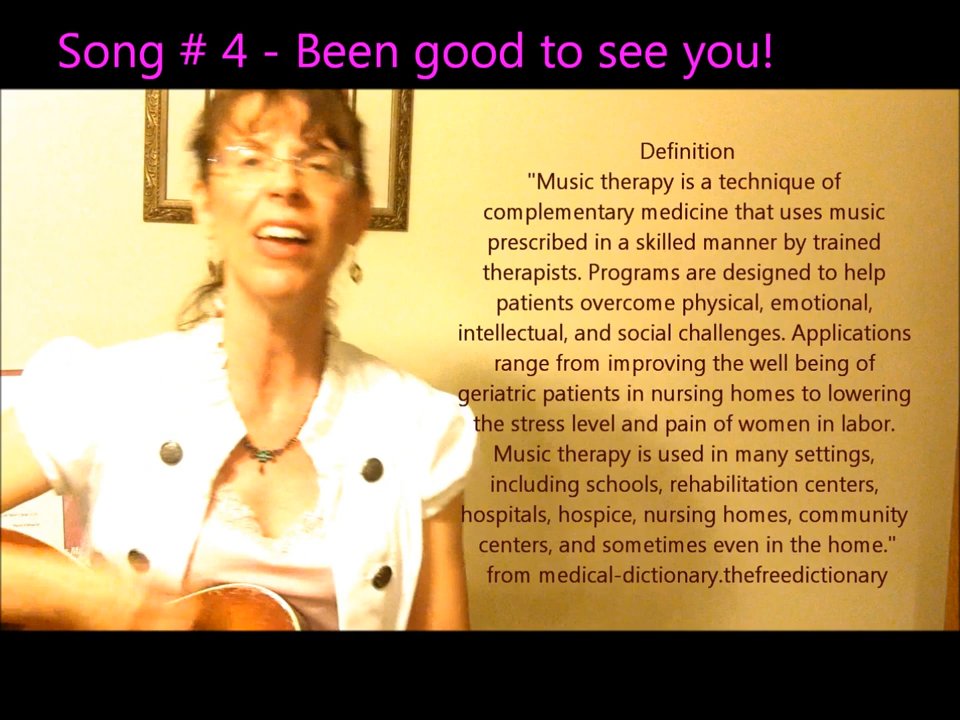 Song # 4 - Been good to see you!
Definition
"Music therapy is a technique of
complementary medicine that uses music
prescribed in a skilled manner by trained
therapists. Programs are designed to help
patients overcome physical, emotional,
intellectual, and social challenges. Applications
range from improving the well being of
geriatric patients in nursing homes to lowering
the stress level and pain of women in labor.
Music therapy is used in many settings,
including schools, rehabilitation centers,
hospitals, hospice, nursing homes, community
centers, and sometimes even in the home."
from medical-dictionary.thefreedictionary